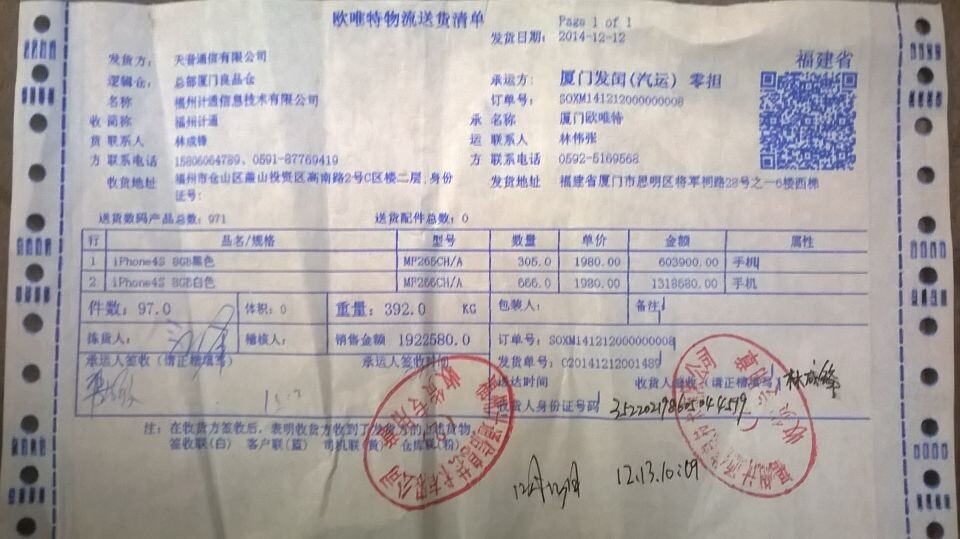 欧唯特物流送货清单
Page 1 of 1
发货日期: 2014-12-12
发货方: 天音通信有限公司
福建省
逻辑仓: 总部厦门良品仓
承运方: 厦门发闵(汽运) 零担
名称 福州计通信息技术有限公司
订单号: SOXM141212000000008
收 简称 福州计通
承 名称 厦门欧唯特
货 联系人 林成锋
运 联系人 林伟张
方 联系电话 15806064789、0591-87769419
方 联系电话 0592-5169568
收货地址 福州市仓山区盖山投资区高南路2号C区楼二层,身份证号:
发货地址 福建省厦门市思明区将军祠路28号之一6楼西梯
送货数码产品总数: 971 送货配件总数: 0
行 品名/规格 型号 数量 单价 金额 属性
1 iPhone4S 8GB黑色 MF265CH/A 305.0 1980.00 603900.00 手机
2 iPhone4S 8GB白色 MF266CH/A 666.0 1980.00 1318680.00 手机
件数: 97.0 体积: 0 重量: 392.0 KG 包装人: 备注
拣货人: 稽核人: 销售金额 1922580.0 订单号: SOXM141212000000008
发货单号: 020141212001489
承运人签收(请正楷填写) 承运人签收时间 送达时间 收货人签收(请正楷填写) 林成锋
收货人身份证号码 352202198605044579
注: 在收货方签收后,表明收货方收到了发货方的上述货物,
签收联(白) 客户联(蓝) 司机联(黄) 仓库联(粉)
12.13.10:09